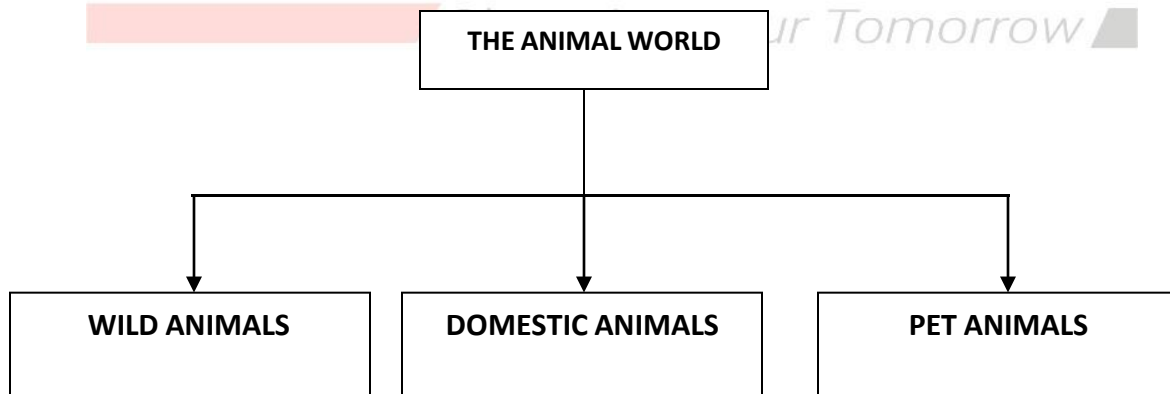 ur Tomorrow
THE ANIMAL WORLD
WILD ANIMALS
DOMESTIC ANIMALS
PET ANIMALS